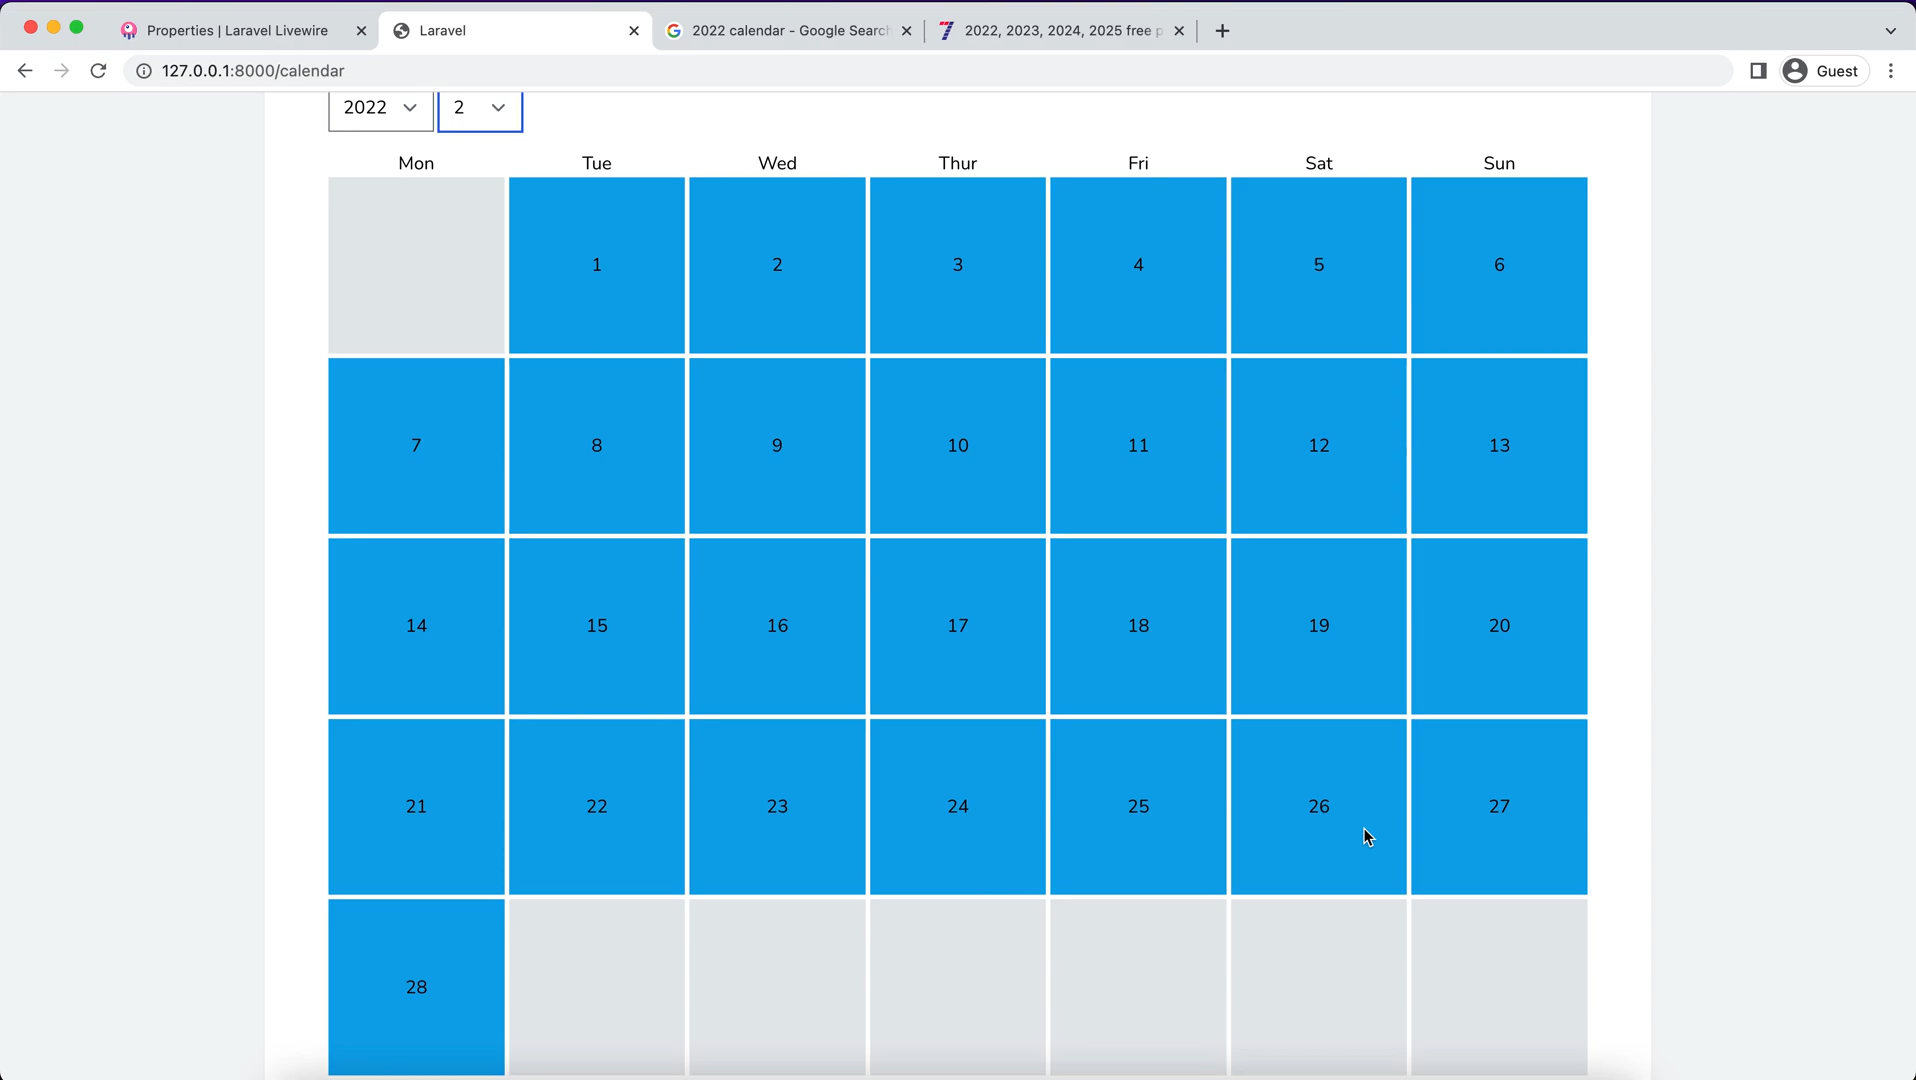 Properties | Laravel Livewire
Laravel
2022 calendar - Google Search
2022, 2023, 2024, 2025 free p
127.0.0.1:8000/calendar
Guest
2022
2
Mon Tue Wed Thur Fri Sat Sun
1 2 3 4 5 6
7 8 9 10 11 12 13
14 15 16 17 18 19 20
21 22 23 24 25 26 27
28